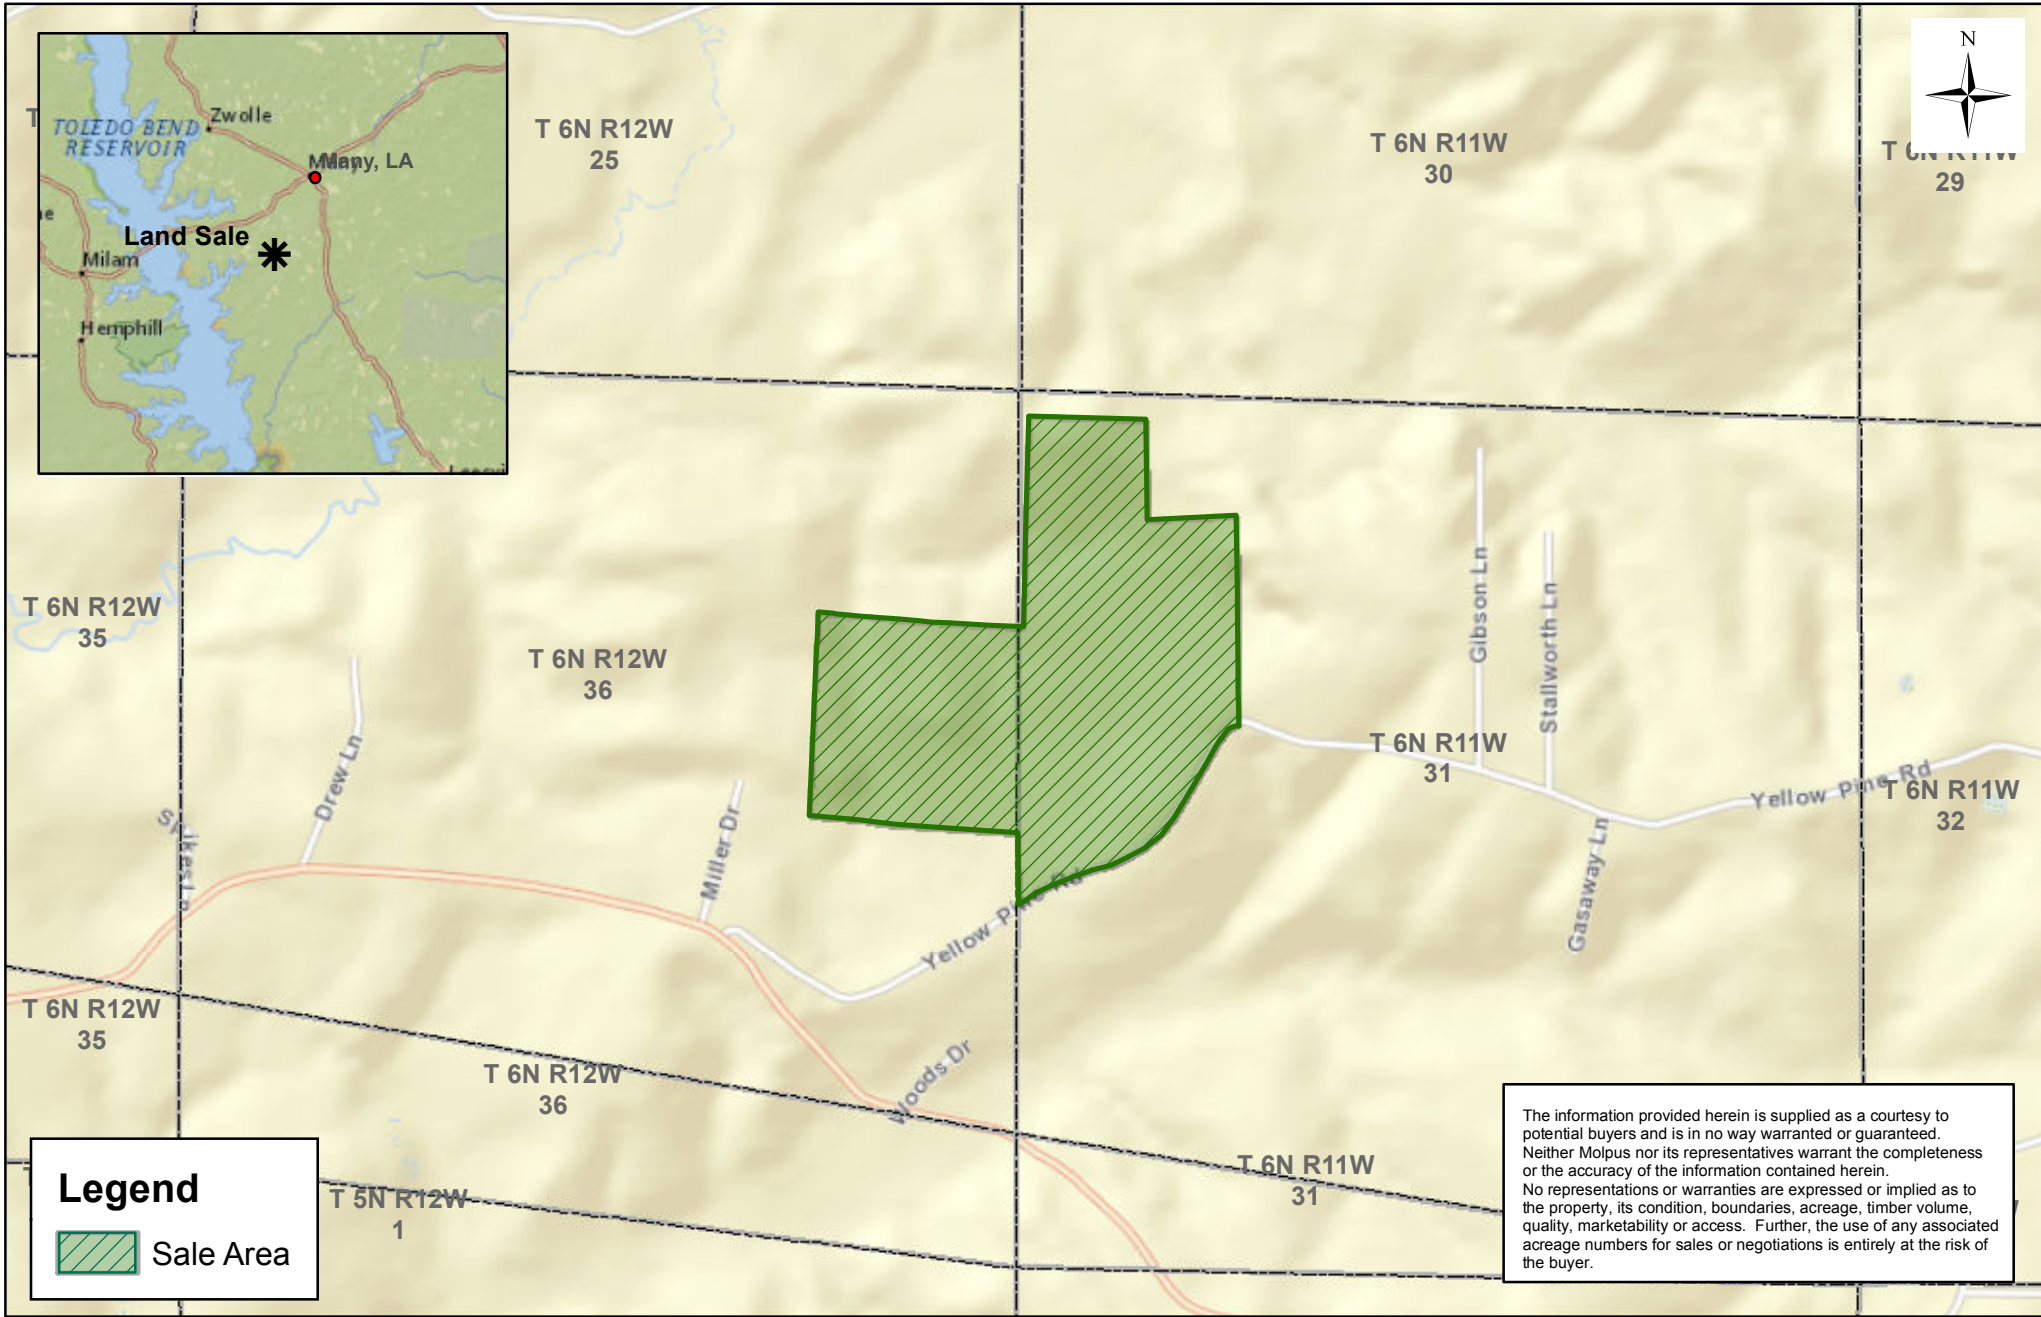 N
Zwolle
TOLEDO BEND
RESERVOIR
Many, LA
Land Sale
Milam
Hemphill
T 6N R12W
25
T 6N R11W
30
T 6N R11W
29
T 6N R12W
35
T 6N R12W
36
Gibson Ln
Stallworth Ln
T 6N R11W
31
Yellow Pine Rd
T 6N R11W
32
Drew Ln
Spikes Ln
Miller Dr
Gasaway Ln
Yellow Pine Rd
T 6N R12W
35
T 6N R12W
36
Woods Dr
T 6N R11W
31
T 5N R12W
1
Legend
Sale Area
The information provided herein is supplied as a courtesy to
potential buyers and is in no way warranted or guaranteed.
Neither Molpus nor its representatives warrant the completeness
or the accuracy of the information contained herein.
No representations or warranties are expressed or implied as to
the property, its condition, boundaries, acreage, timber volume,
quality, marketability or access.  Further, the use of any associated
acreage numbers for sales or negotiations is entirely at the risk of
the buyer.